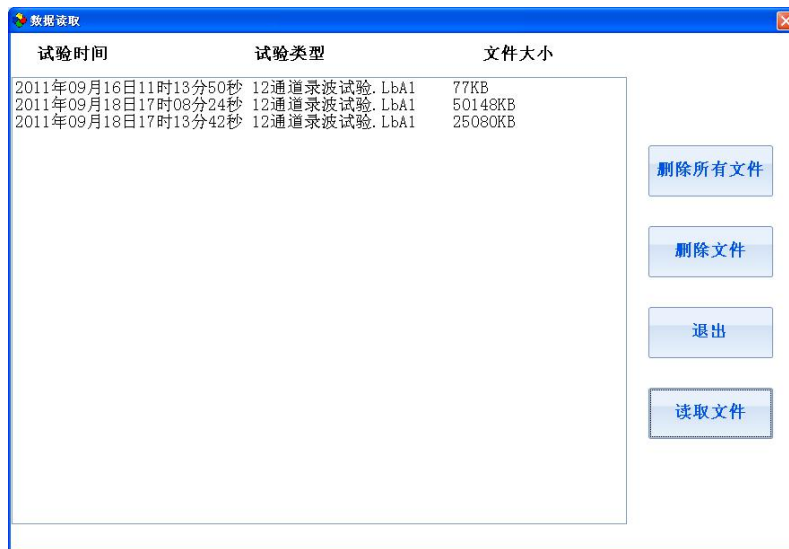 数据读取
试验时间 试验类型 文件大小
2011年09月16日11时13分50秒 12通道录波试验.LbA1 77KB
2011年09月18日17时08分24秒 12通道录波试验.LbA1 50148KB
2011年09月18日17时13分42秒 12通道录波试验.LbA1 25080KB
删除所有文件
删除文件
退出
读取文件